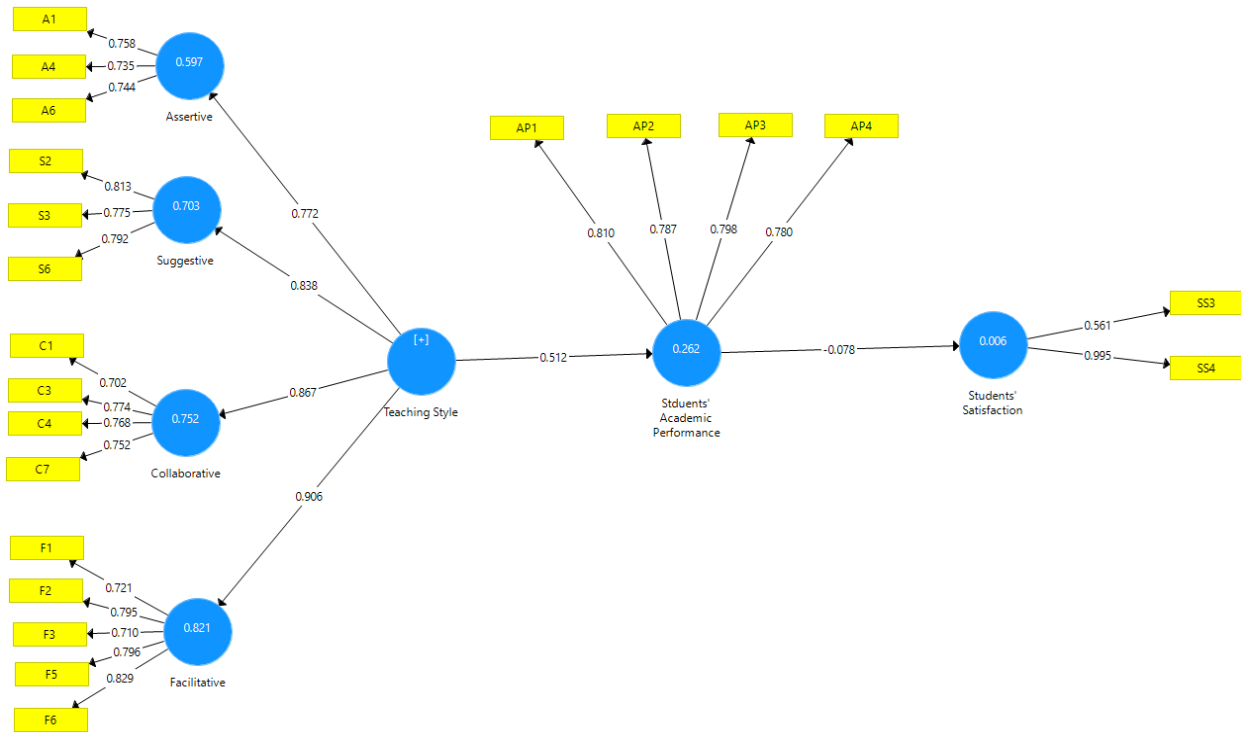 A1
0.758
A4
0.735
A6
0.744
0.597
Assertive
S2
0.813
S3
0.775
S6
0.792
0.703
Suggestive
C1
0.702
C3
0.774
C4
0.768
C7
0.752
0.752
Collaborative
F1
0.721
F2
0.795
F3
0.710
F5
0.796
F6
0.829
0.821
Facilitative
0.772
0.838
0.867
0.906
[+]
Teaching Style
0.512
AP1
AP2
AP3
AP4
0.810
0.787
0.798
0.780
0.262
Stduents'
Academic
Performance
-0.078
0.006
Students'
Satisfaction
SS3
0.561
SS4
0.995